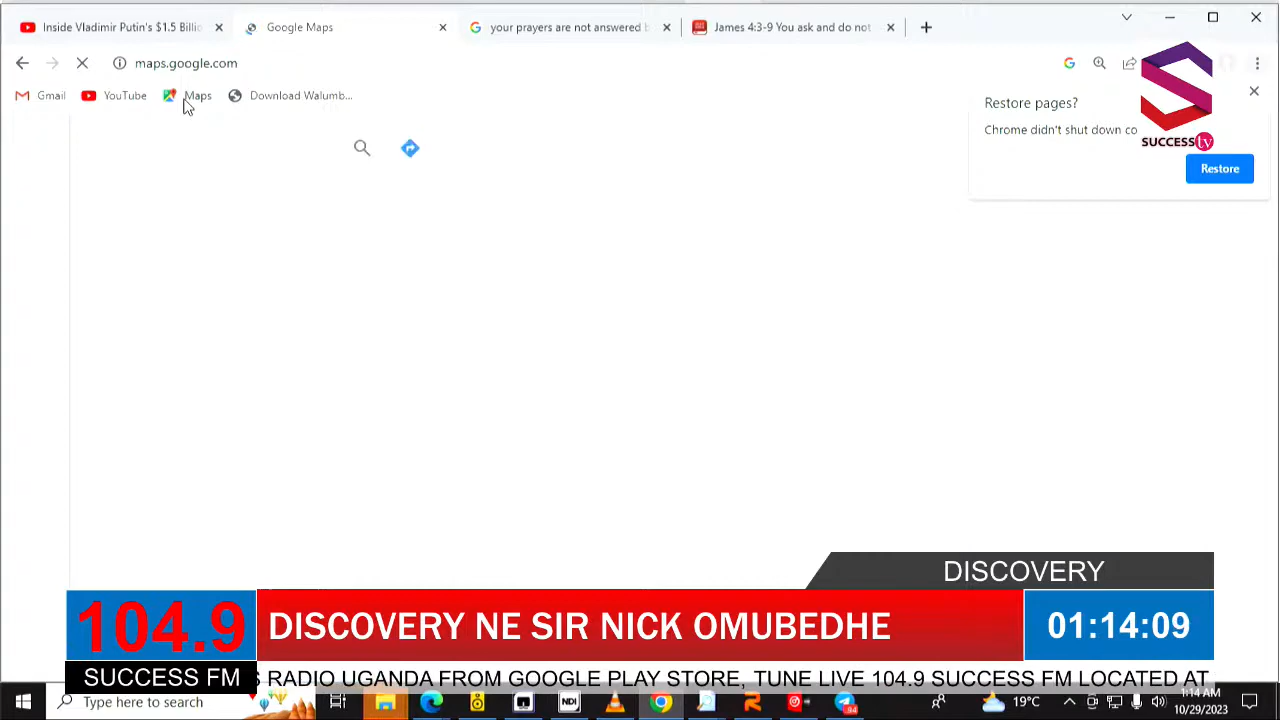 Inside Vladimir Putin's $1.5 Billio
Google Maps
your prayers are not answered b
James 4:3-9 You ask and do not
maps.google.com
Gmail
YouTube
Maps
Download Walumb...
Restore pages?
Chrome didn't shut down co
Restore
SUCCESS tv
DISCOVERY
104.9
DISCOVERY NE SIR NICK OMUBEDHE
01:14:09
SUCCESS FM
S RADIO UGANDA FROM GOOGLE PLAY STORE, TUNE LIVE 104.9 SUCCESS FM LOCATED AT
Type here to search
NDI
94
19°C
1:14 AM
10/29/2023